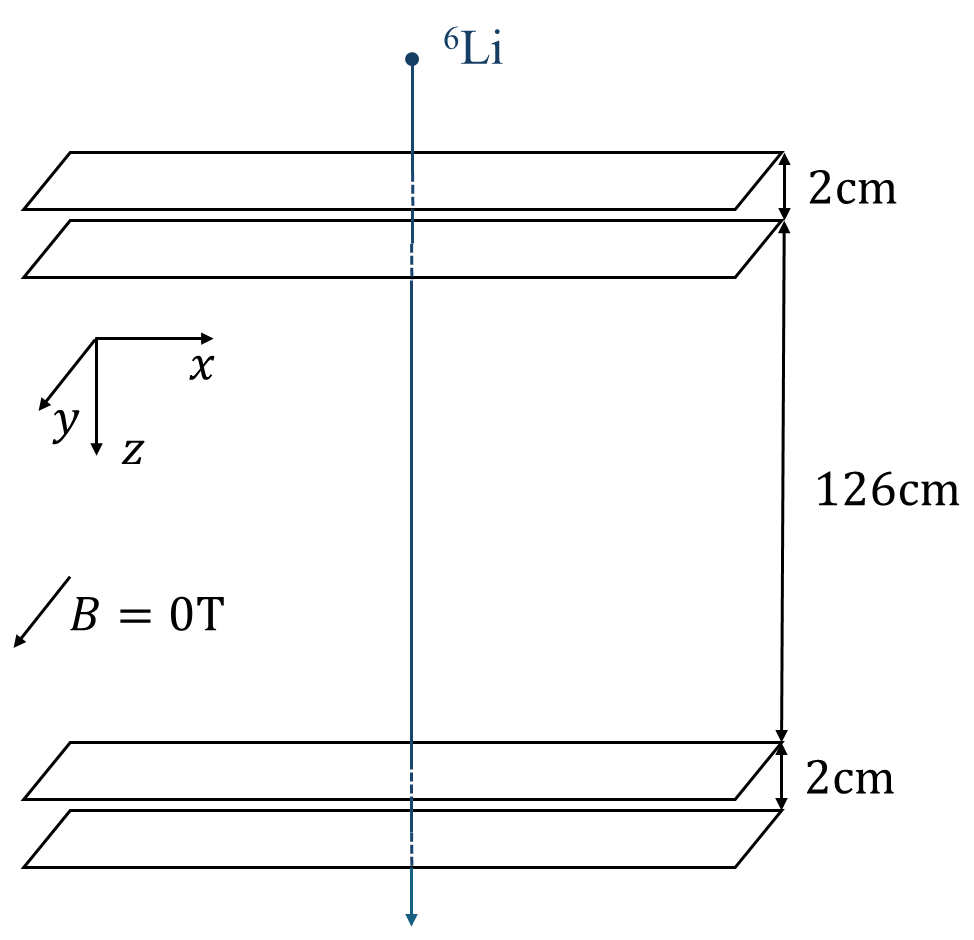 ⁶Li
2cm
x
y
z
126cm
B = 0T
2cm